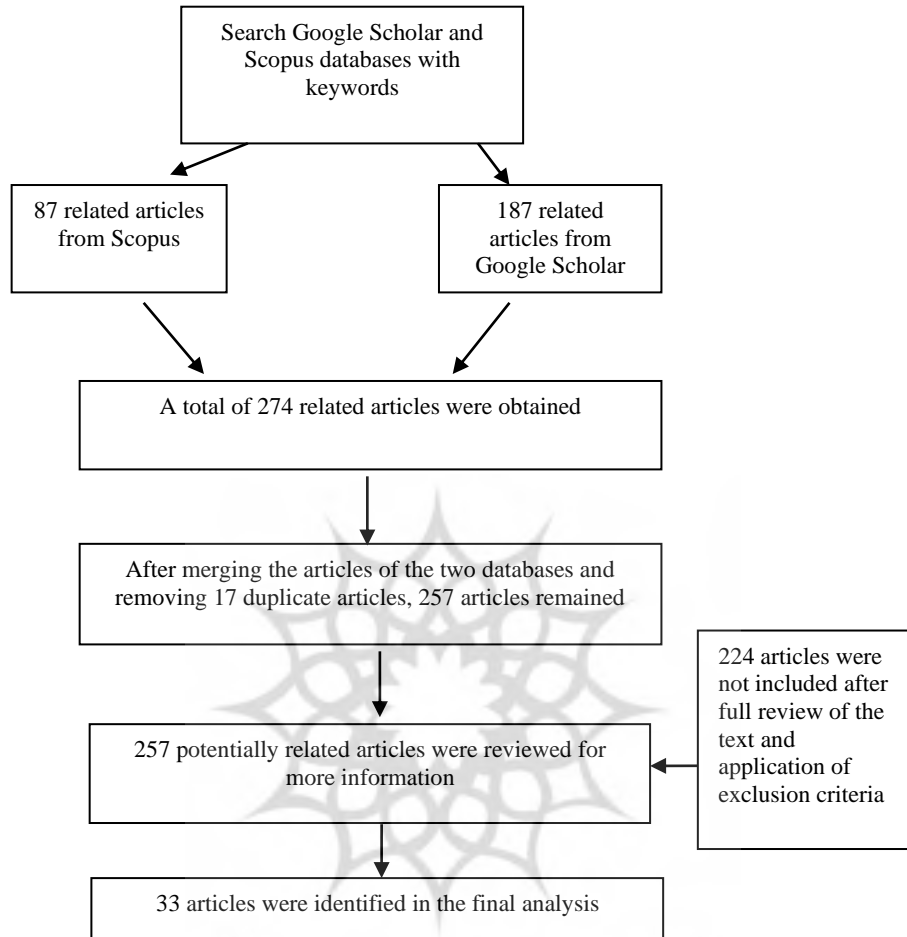 Search Google Scholar and
Scopus databases with
keywords
87 related articles
from Scopus
187 related
articles from
Google Scholar
A total of 274 related articles were obtained
After merging the articles of the two databases and
removing 17 duplicate articles, 257 articles remained
224 articles were
not included after
full review of the
text and
application of
exclusion criteria
257 potentially related articles were reviewed for
more information
33 articles were identified in the final analysis